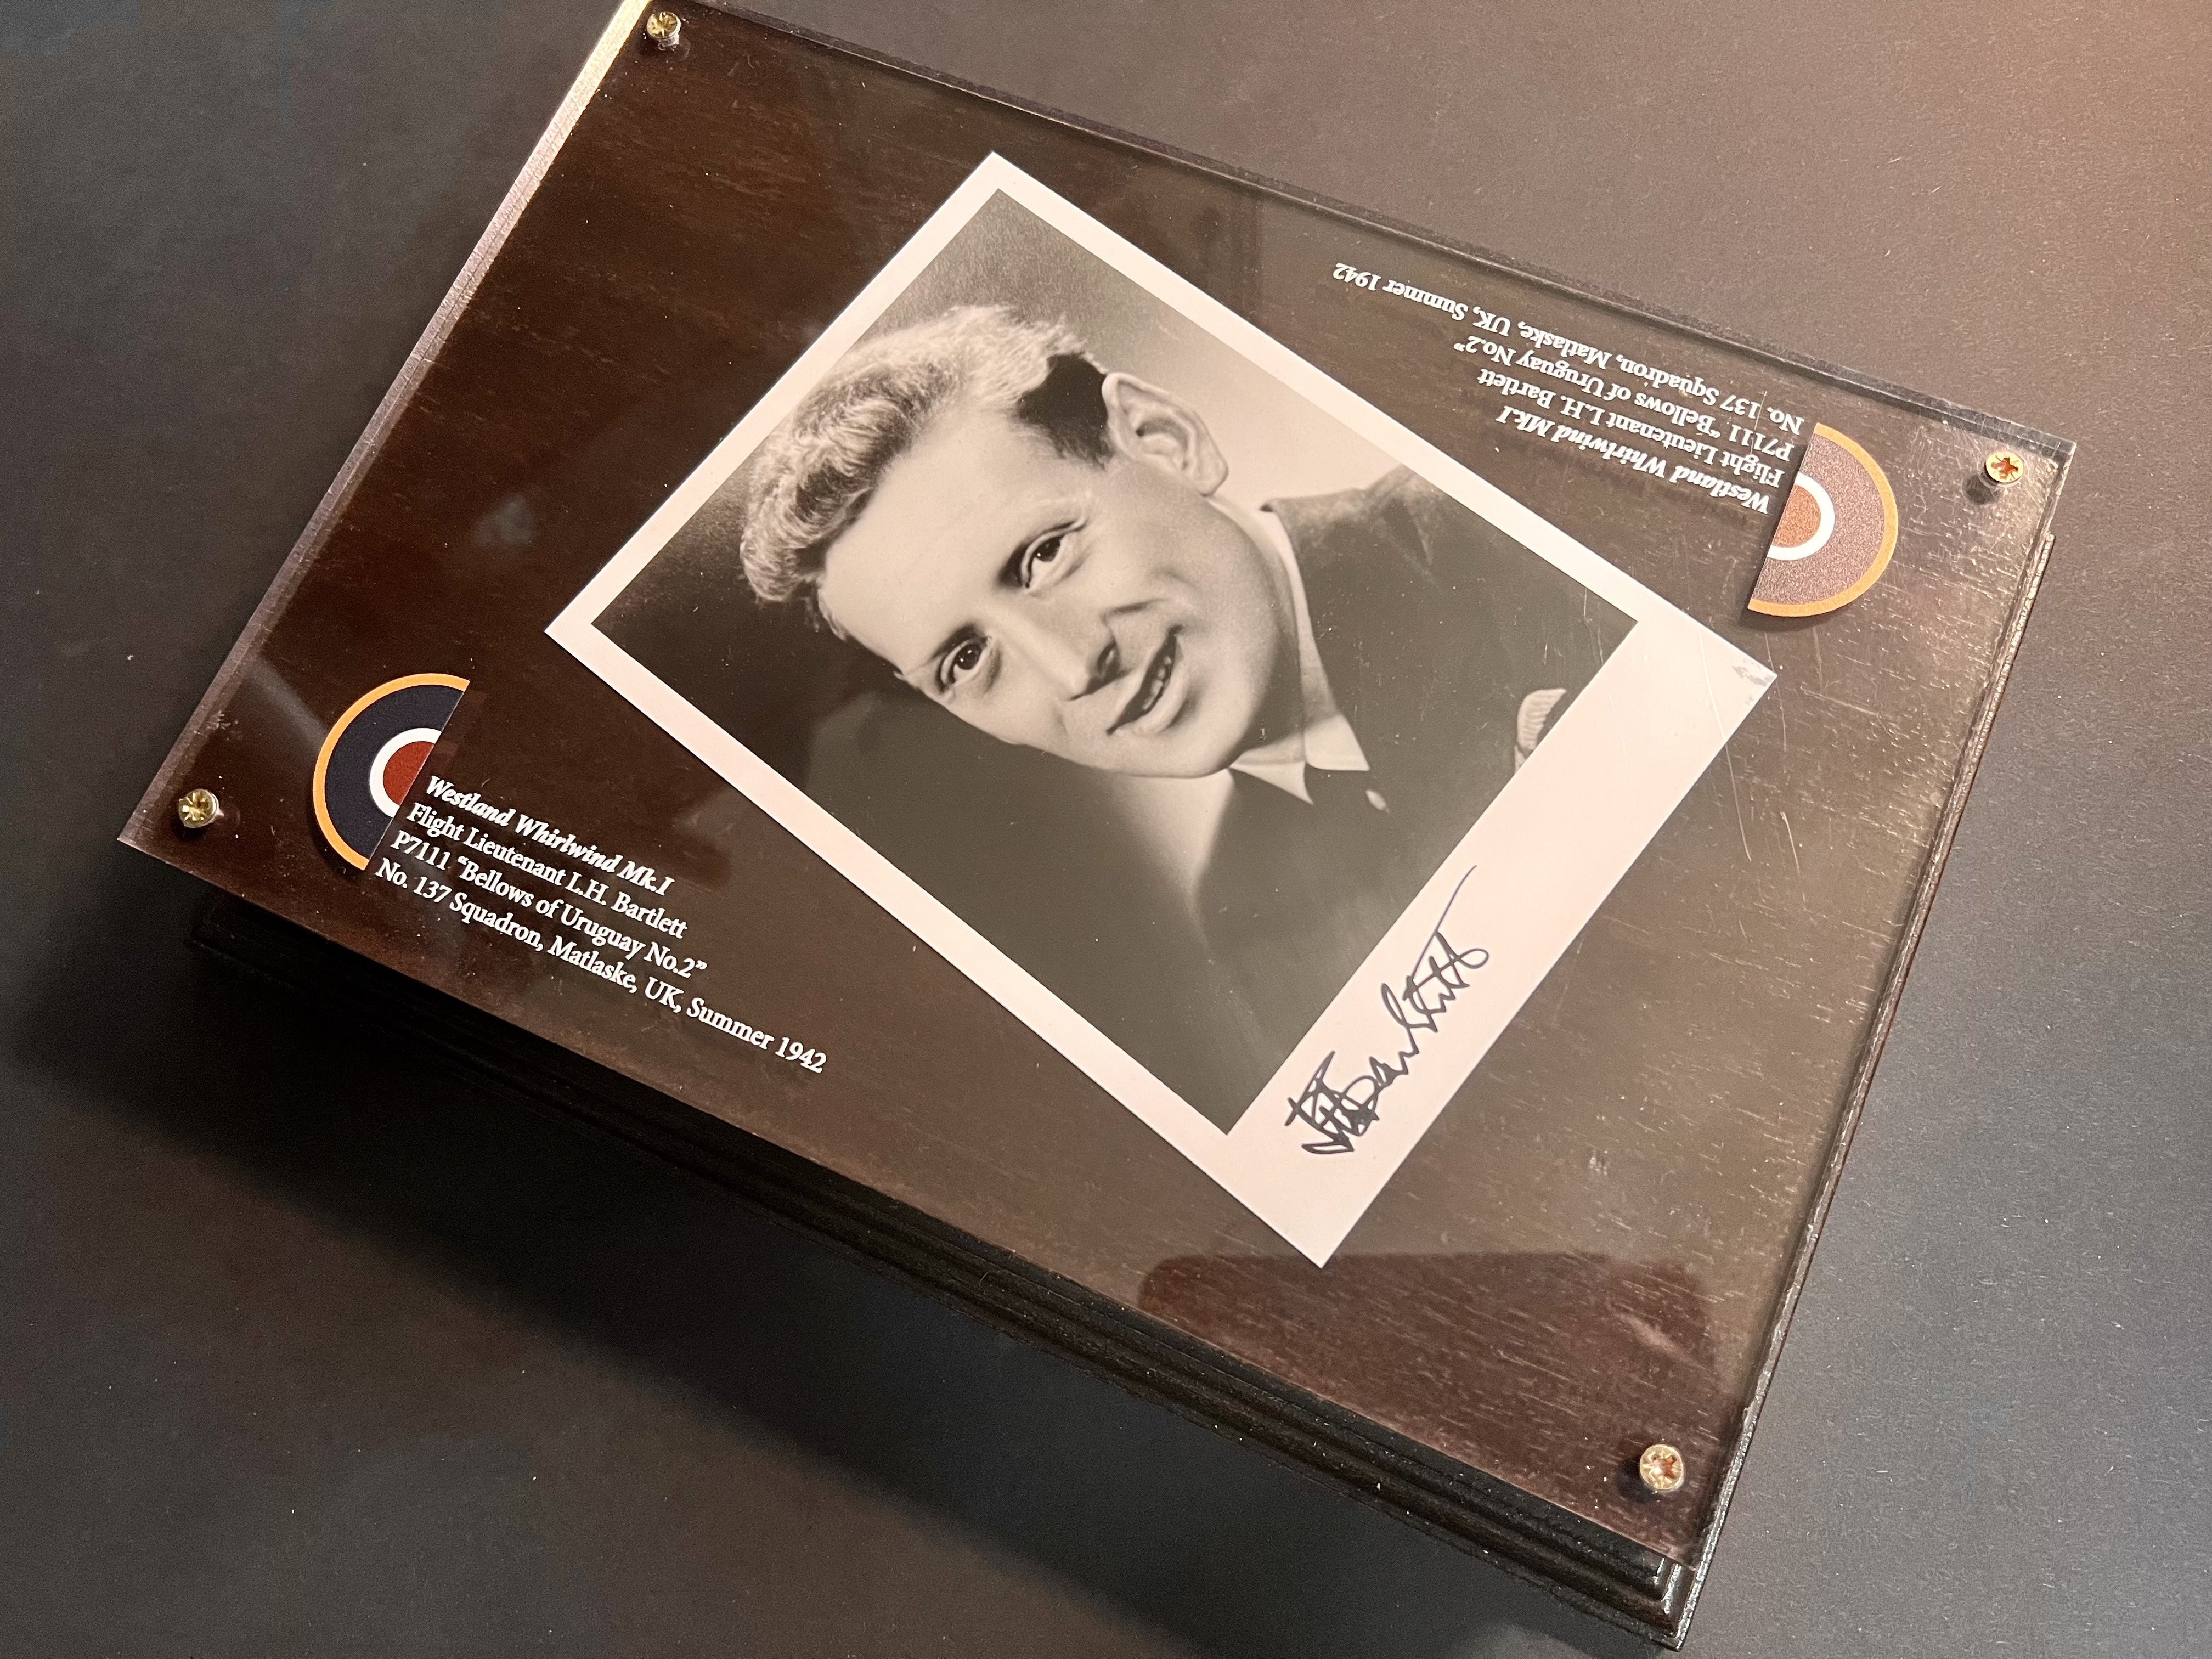 Westland Whirlwind Mk.I
Flight Lieutenant L.H. Bartlett
P7111 “Bellows of Uruguay No.2”
No. 137 Squadron, Matlaske, UK, Summer 1942
Westland Whirlwind Mk.I
Flight Lieutenant L.H. Bartlett
P7111 “Bellows of Uruguay No.2”
No. 137 Squadron, Matlaske, UK, Summer 1942
Bartlett